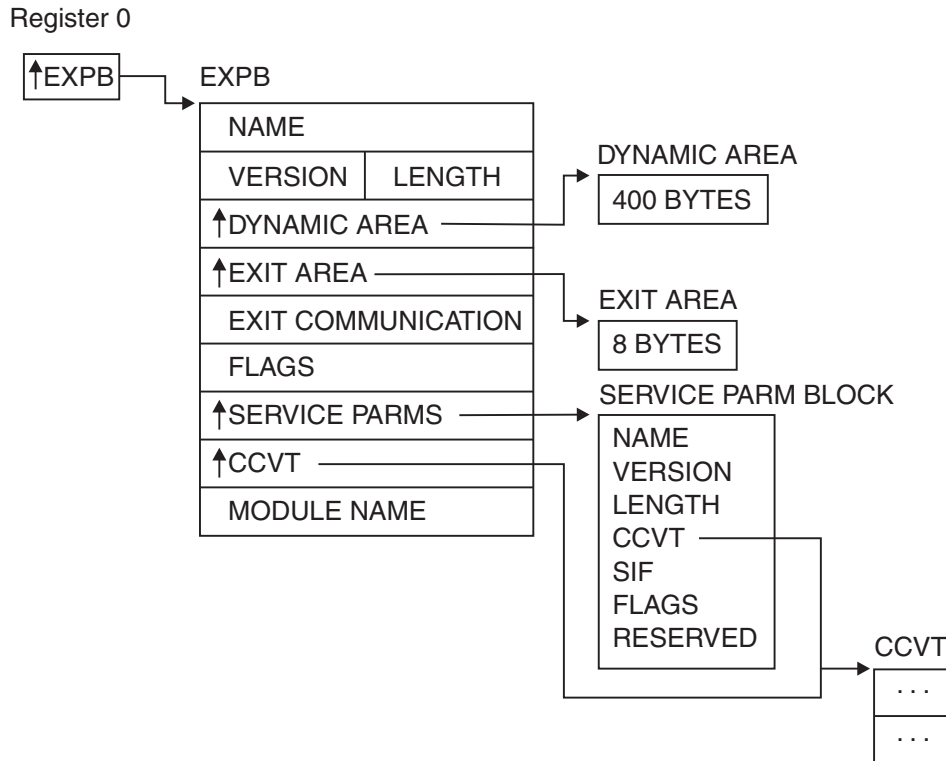 Register 0
↑EXPB
EXPB
NAME
VERSION LENGTH
↑DYNAMIC AREA
↑EXIT AREA
EXIT COMMUNICATION
FLAGS
↑SERVICE PARMS
↑CCVT
MODULE NAME
DYNAMIC AREA
400 BYTES
EXIT AREA
8 BYTES
SERVICE PARM BLOCK
NAME
VERSION
LENGTH
CCVT
SIF
FLAGS
RESERVED
CCVT
. . .
. . .